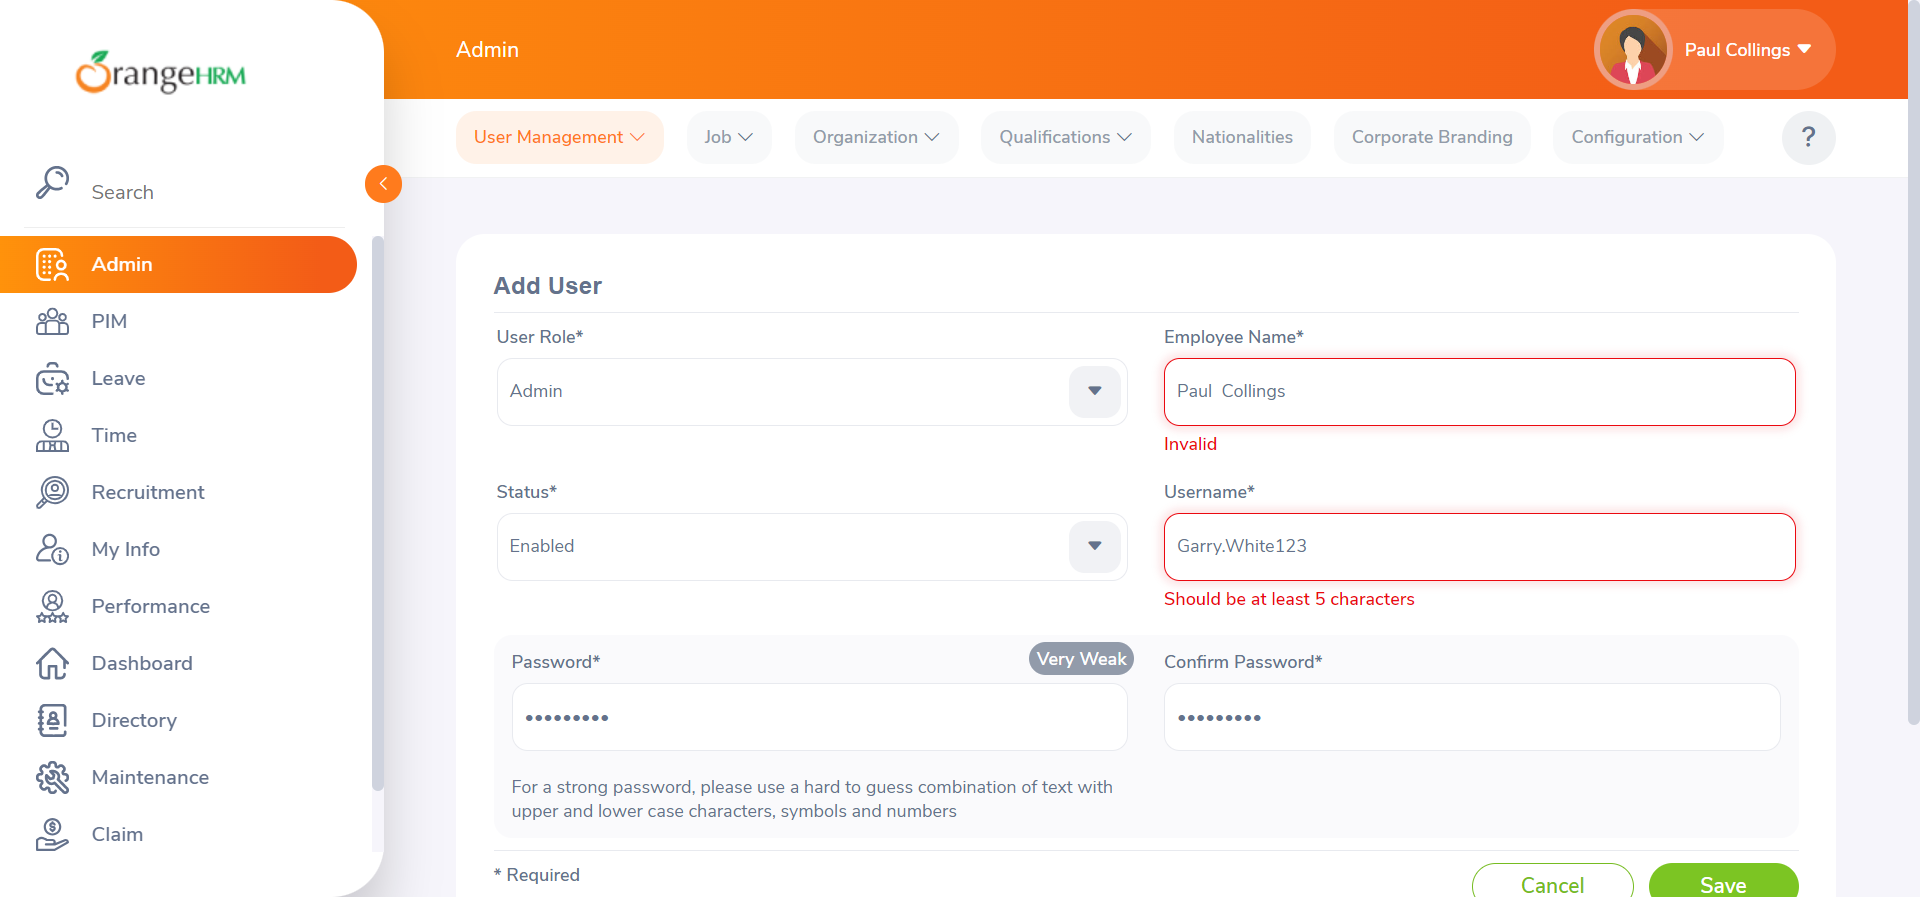 OrangeHRM
Admin
Paul Collings
User Management
Job
Organization
Qualifications
Nationalities
Corporate Branding
Configuration
?
Search
Admin
PIM
Leave
Time
Recruitment
My Info
Performance
Dashboard
Directory
Maintenance
Claim
Add User
User Role*
Admin
Employee Name*
Paul  Collings
Invalid
Status*
Enabled
Username*
Garry.White123
Should be at least 5 characters
Password*
Very Weak
•••••••••
Confirm Password*
•••••••••
For a strong password, please use a hard to guess combination of text with
upper and lower case characters, symbols and numbers
* Required
Cancel
Save